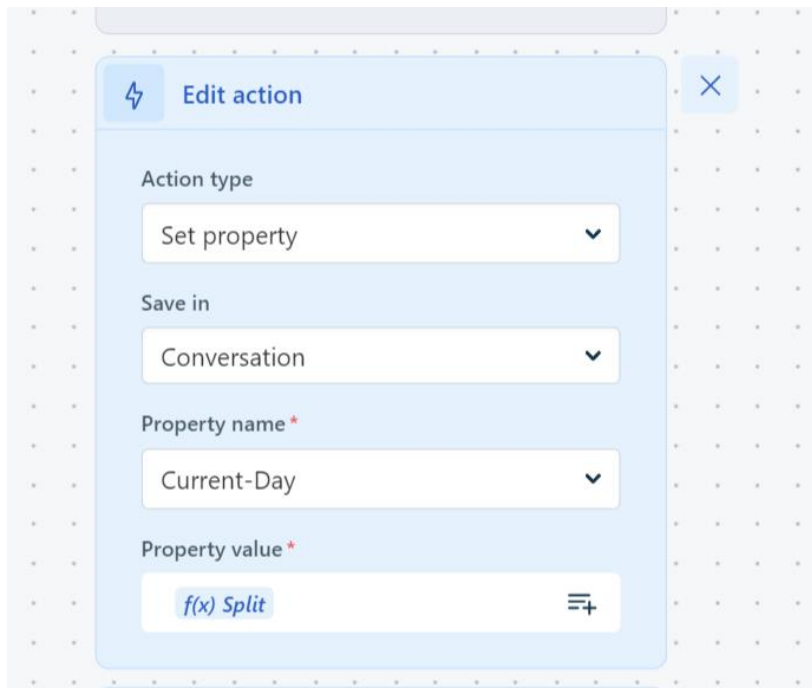 Edit action
Action type
Set property
Save in
Conversation
Property name *
Current-Day
Property value *
f(x) Split